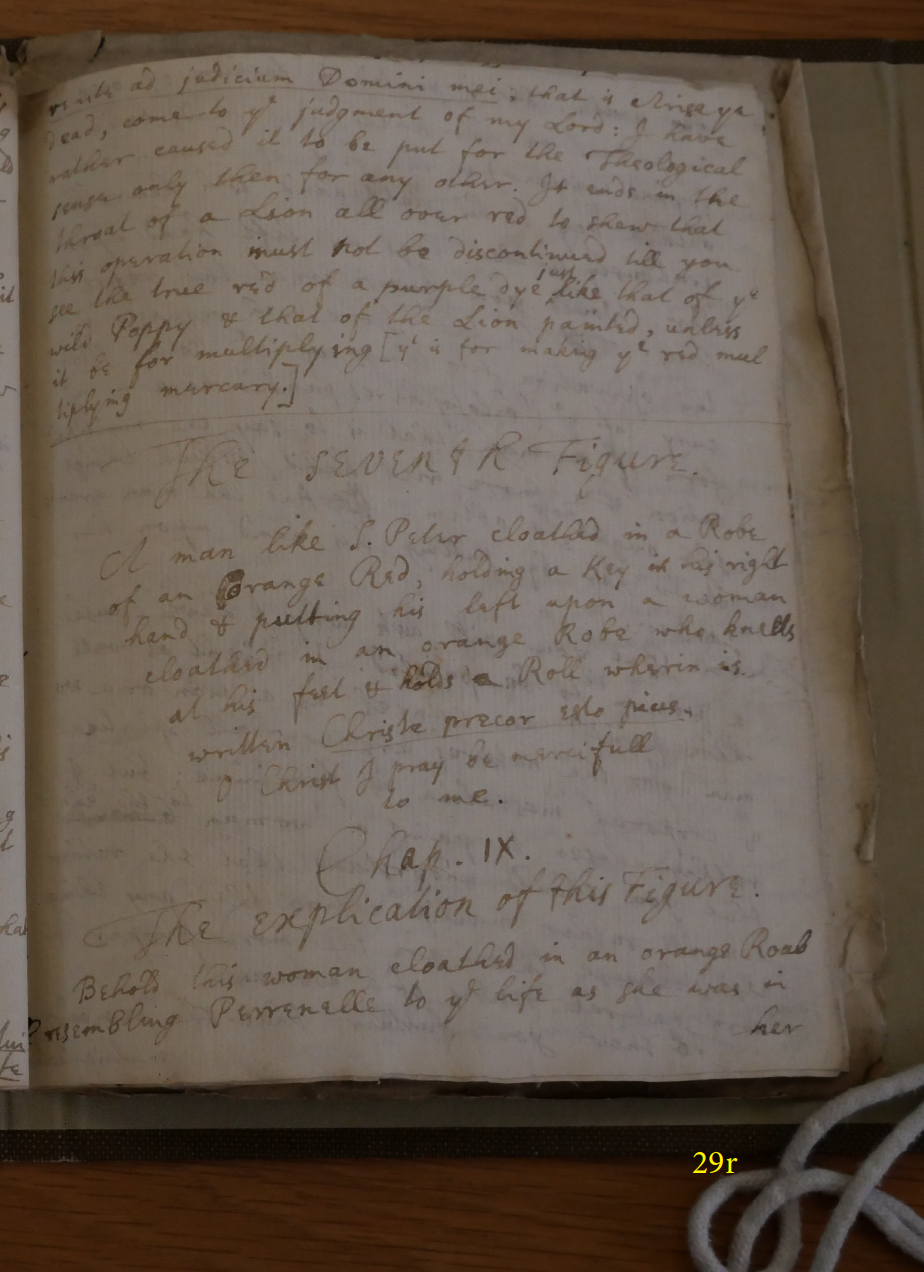 venite ad judicium Domini mei; that is Arise ye
dead, come to ye judgment of my Lord: I have
rather caused it to be put for the Theological
sense only then for any other. It ends in the
throat of a Lion all over red to shew that
this operation must not be discontinued till you
see the tree red of a purple dye just like that of ye
wild Poppy & that of the Lion painted, unless
it be for multiplying [yt is for making ye red mul
tiplying mercury.]
The SEVENTH Figure.
A man like S. Peter cloathed in a Robe
of an Orange Red, holding a Key in his right
hand & putting his left upon a woman
cloathed in an orange Robe who kneels
at his feet & holds a Roll wherin is
written Christe precor esto pius.
O Christ I pray be mercifull
to me.
Chap. IX.
The explication of this Figure.
Behold this woman cloathed in an orange Roab
resembling Perrenelle to ye life as she was in
her
29r